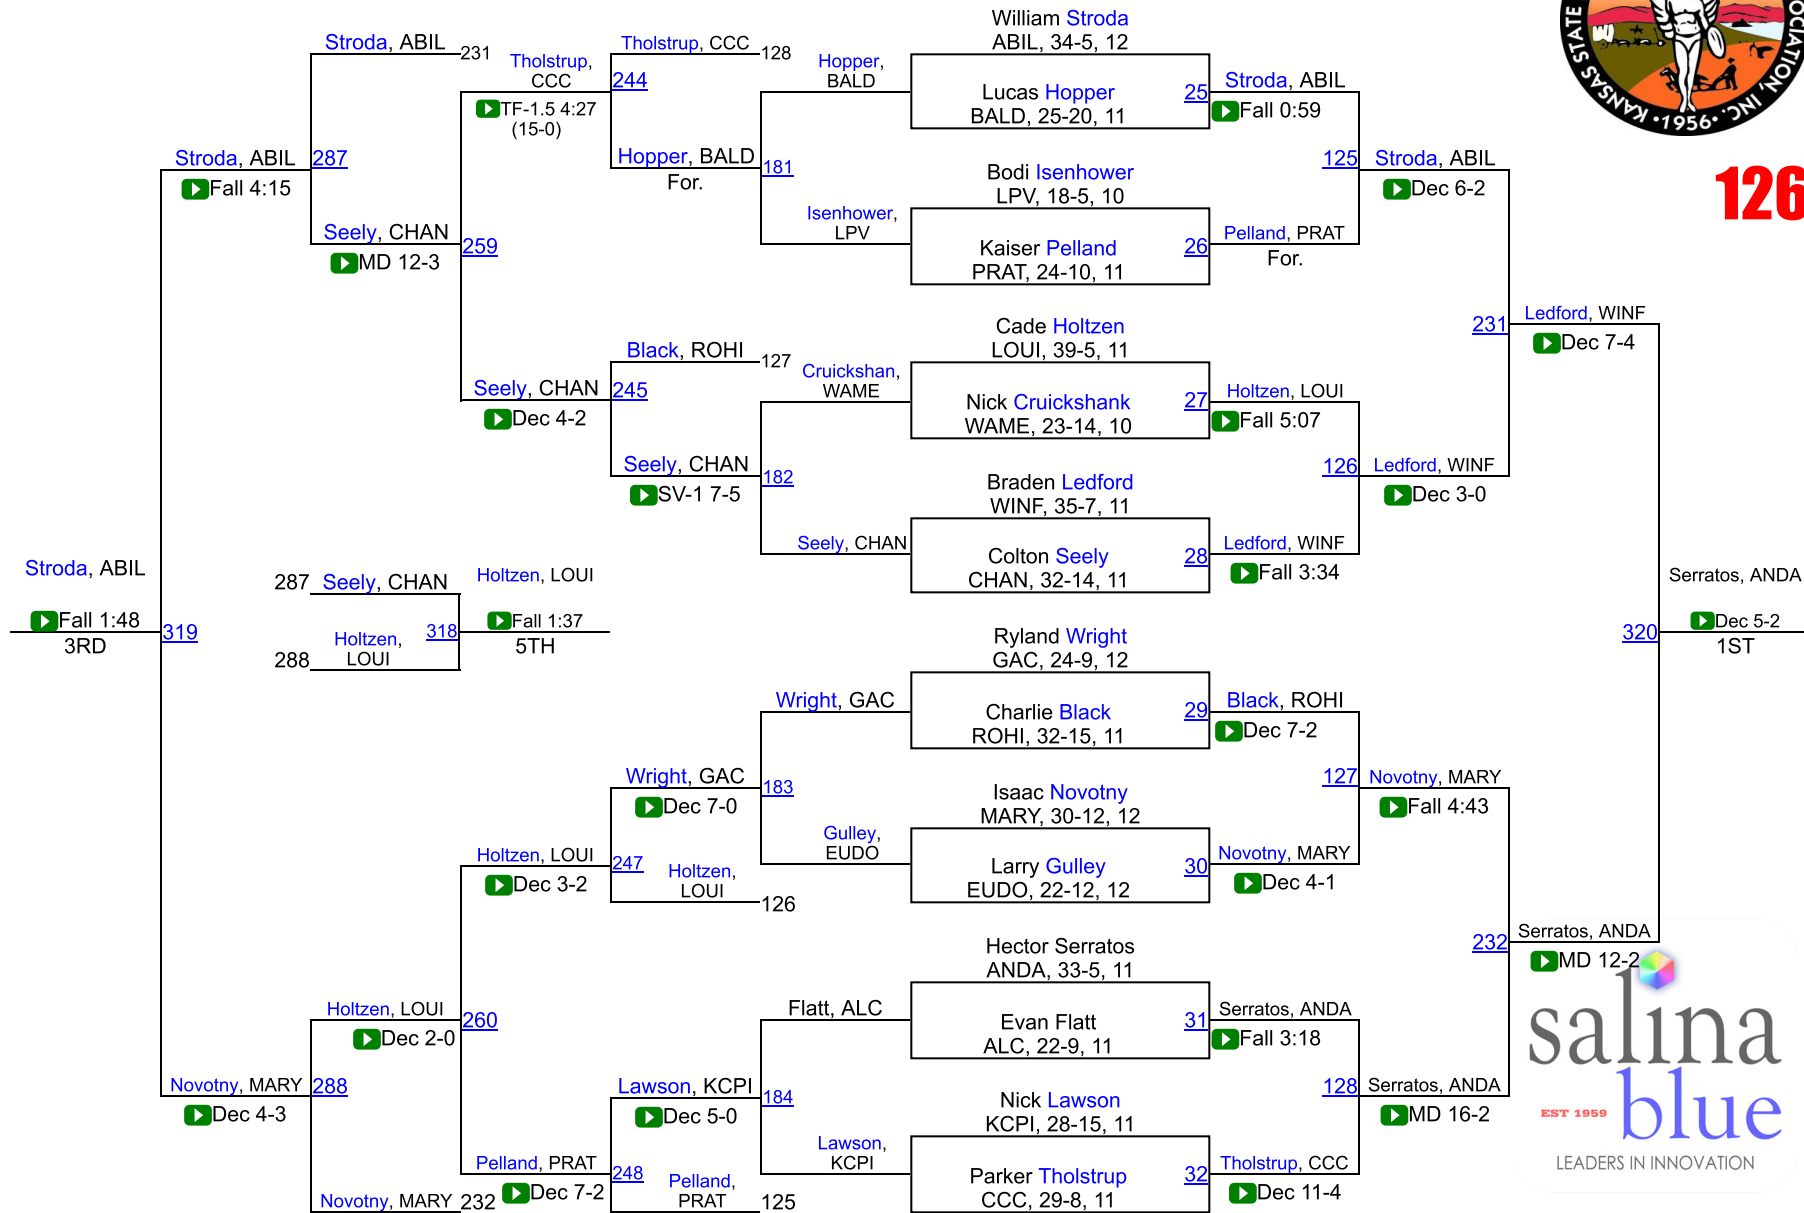 William Stroda
ABIL, 34-5, 12
Lucas Hopper
BALD, 25-20, 11
25
Bodi Isenhower
LPV, 18-5, 10
Kaiser Pelland
PRAT, 24-10, 11
26
Cade Holtzen
LOUI, 39-5, 11
Nick Cruickshank
WAME, 23-14, 10
27
Braden Ledford
WINF, 35-7, 11
Colton Seely
CHAN, 32-14, 11
28
Ryland Wright
GAC, 24-9, 12
Charlie Black
ROHI, 32-15, 11
29
Isaac Novotny
MARY, 30-12, 12
Larry Gulley
EUDO, 22-12, 12
30
Hector Serratos
ANDA, 33-5, 11
Evan Flatt
ALC, 22-9, 11
31
Nick Lawson
KCPI, 28-15, 11
Parker Tholstrup
CCC, 29-8, 11
32
Stroda, ABIL
Fall 0:59
125
Pelland, PRAT
For.
Holtzen, LOUI
Fall 5:07
126
Ledford, WINF
Fall 3:34
Black, ROHI
Dec 7-2
127
Novotny, MARY
Dec 4-1
Serratos, ANDA
Fall 3:18
128
Tholstrup, CCC
Dec 11-4
Stroda, ABIL
Dec 6-2
231
Ledford, WINF
Dec 3-0
Novotny, MARY
Fall 4:43
232
Serratos, ANDA
MD 16-2
Ledford, WINF
Dec 7-4
320
Serratos, ANDA
MD 12-2
Serratos, ANDA
Dec 5-2
1ST
Hopper,
BALD
181
Isenhower,
LPV
Cruickshan,
WAME
182
Seely, CHAN
Wright, GAC
183
Gulley,
EUDO
Flatt, ALC
184
Lawson,
KCPI
Tholstrup, CCC
128
244
Hopper, BALD
For.
Black, ROHI
127
245
Seely, CHAN
SV-1 7-5
Wright, GAC
Dec 7-0
247
Holtzen,
LOUI
126
Lawson, KCPI
Dec 5-0
248
Pelland,
PRAT
125
Tholstrup,
CCC
TF-1.5 4:27
(15-0)
259
Seely, CHAN
Dec 4-2
Holtzen, LOUI
Dec 3-2
260
Pelland, PRAT
Dec 7-2
Stroda, ABIL
231
287
Seely, CHAN
MD 12-3
Holtzen, LOUI
Dec 2-0
288
Novotny, MARY
232
Stroda, ABIL
Fall 4:15
319
Novotny, MARY
Dec 4-3
Stroda, ABIL
Fall 1:48
3RD
287
Seely, CHAN
318
288
Holtzen,
LOUI
Holtzen, LOUI
Fall 1:37
5TH
KANSAS STATE
OCIATION, INC.
•1956•
126
salina
EST 1959
blue
LEADERS IN INNOVATION